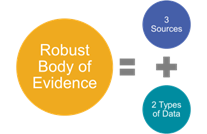 Robust
Body of
Evidence
=
3
Sources
+
2 Types
of Data